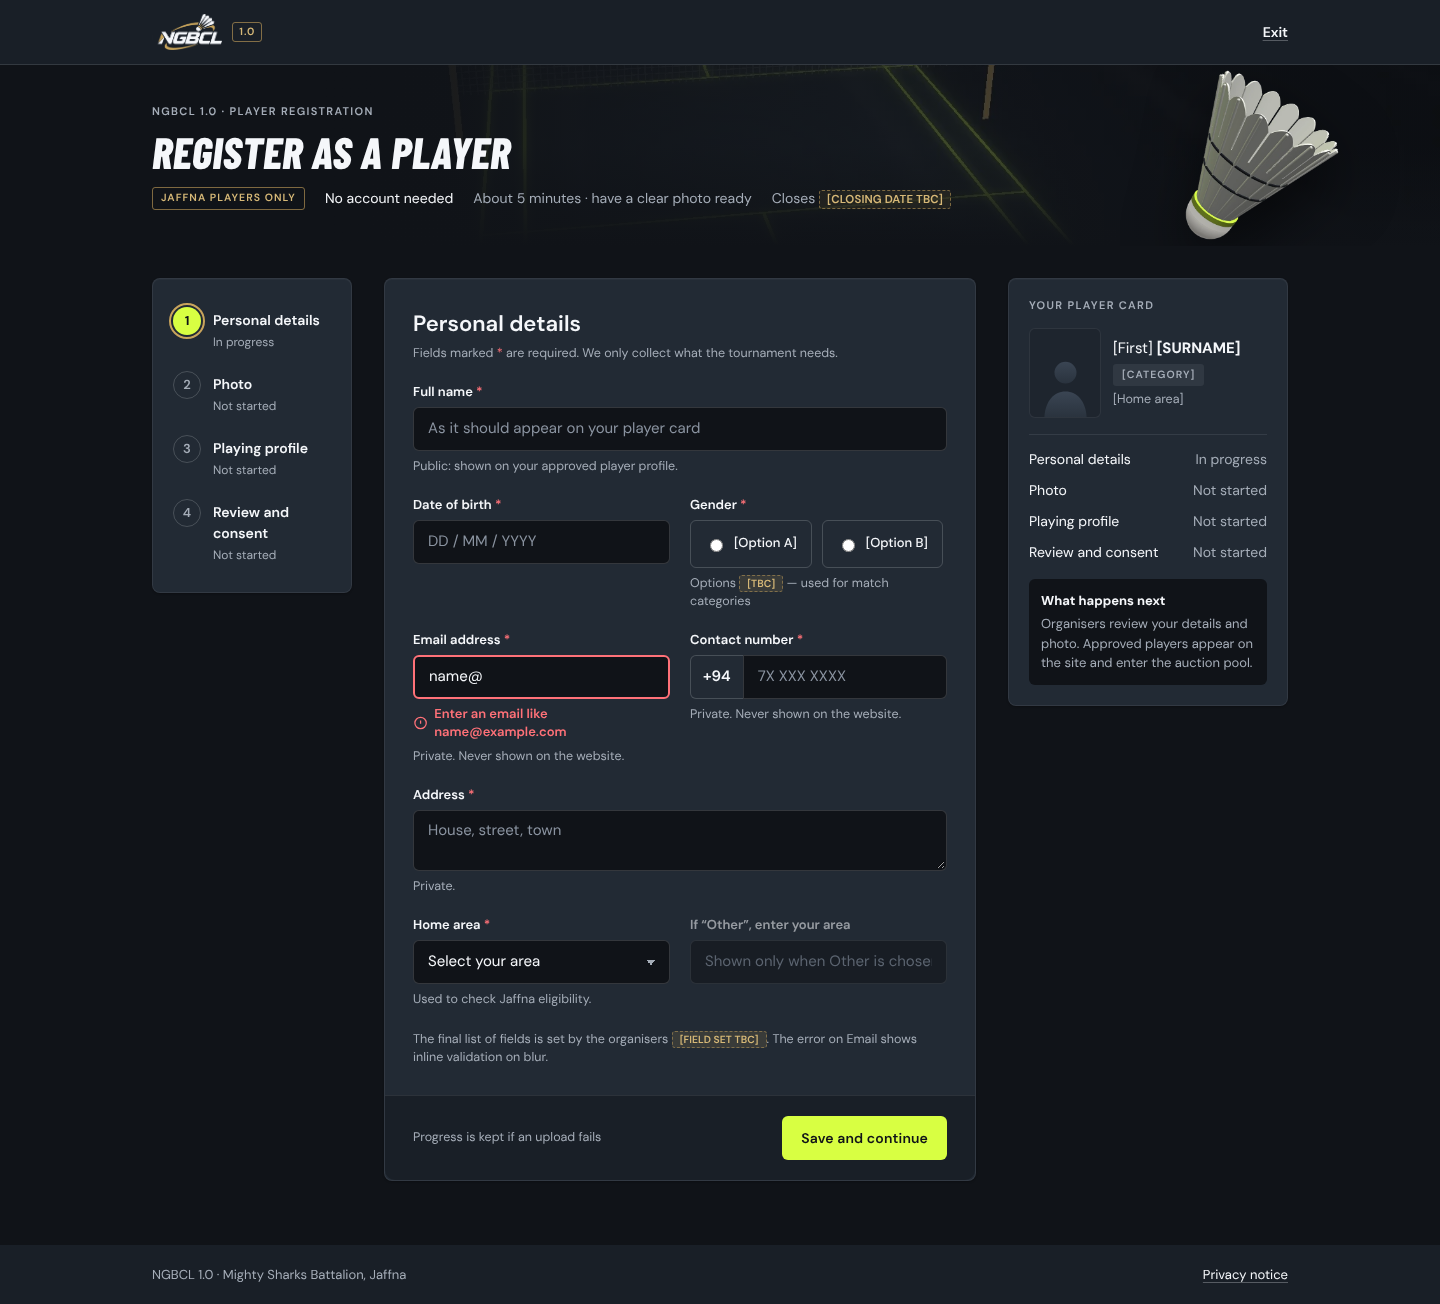 NGBCL 1.0
Exit
NGBCL 1.0 · PLAYER REGISTRATION
REGISTER AS A PLAYER
JAFFNA PLAYERS ONLY No account needed About 5 minutes · have a clear photo ready Closes [CLOSING DATE TBC]
1 Personal details
In progress
2 Photo
Not started
3 Playing profile
Not started
4 Review and
consent
Not started
Personal details
Fields marked * are required. We only collect what the tournament needs.
Full name *
As it should appear on your player card
Public: shown on your approved player profile.
Date of birth *
DD / MM / YYYY
Gender *
[Option A] [Option B]
Options [TBC] — used for match
categories
Email address *
name@
Enter an email like
name@example.com
Private. Never shown on the website.
Contact number *
+94 7X XXX XXXX
Private. Never shown on the website.
Address *
House, street, town
Private.
Home area *
Select your area
Used to check Jaffna eligibility.
If “Other”, enter your area
Shown only when Other is chose
The final list of fields is set by the organisers [FIELD SET TBC]. The error on Email shows
inline validation on blur.
Progress is kept if an upload fails
Save and continue
YOUR PLAYER CARD
[First] [SURNAME]
[CATEGORY]
[Home area]
Personal details In progress
Photo Not started
Playing profile Not started
Review and consent Not started
What happens next
Organisers review your details and
photo. Approved players appear on
the site and enter the auction pool.
NGBCL 1.0 · Mighty Sharks Battalion, Jaffna
Privacy notice